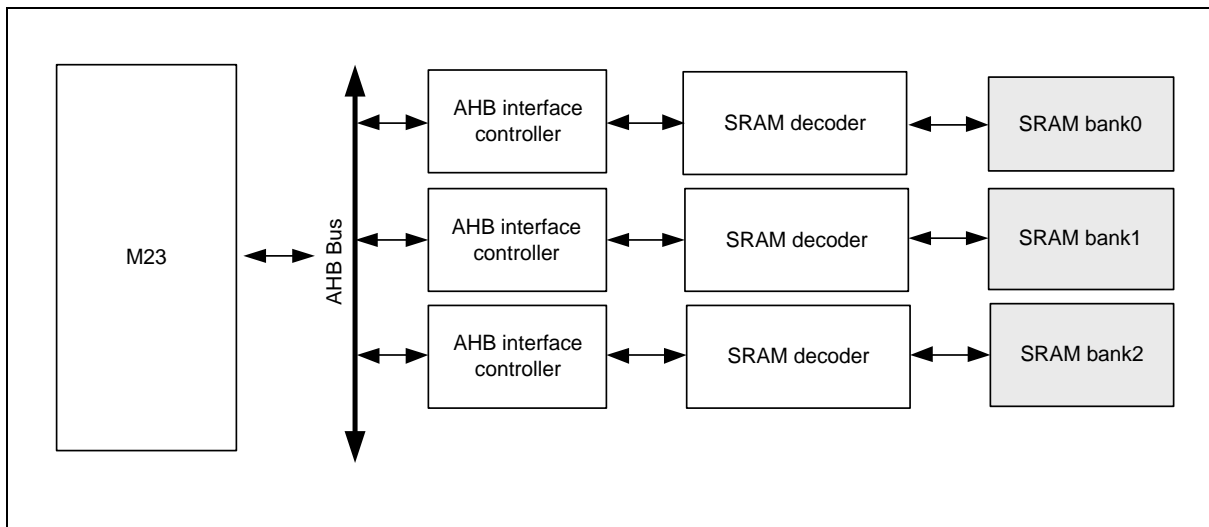 M23
AHB Bus
AHB interface
controller
SRAM decoder
SRAM bank0
AHB interface
controller
SRAM decoder
SRAM bank1
AHB interface
controller
SRAM decoder
SRAM bank2